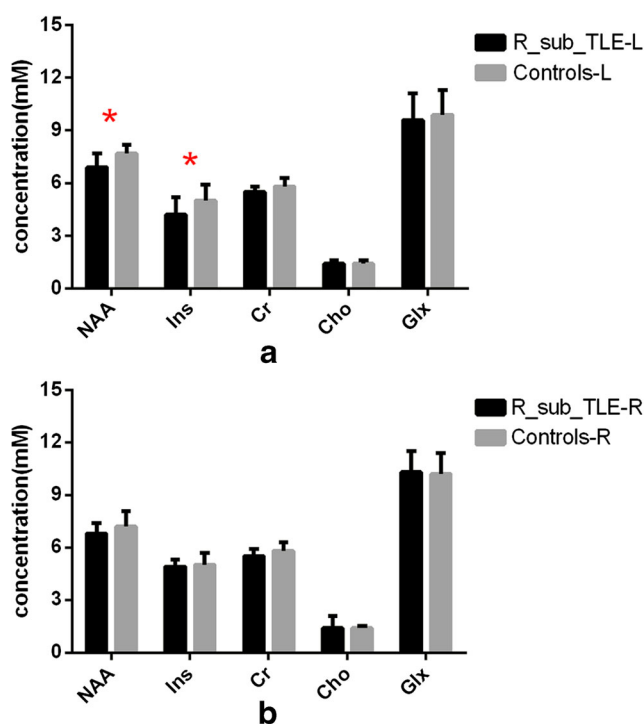 15
12
9
6
3
0
concentration(mM)
*
*
R_sub_TLE-L
Controls-L
NAA Ins Cr Cho Glx
a
15
12
9
6
3
0
concentration(mM)
R_sub_TLE-R
Controls-R
NAA Ins Cr Cho Glx
b